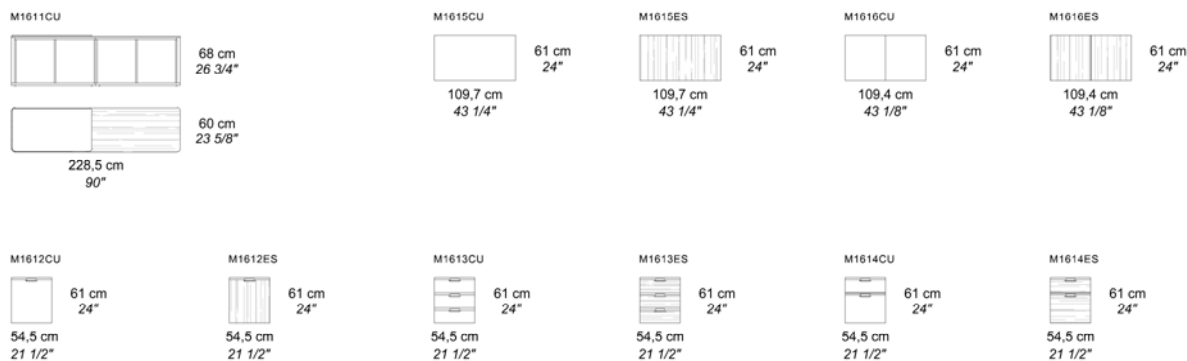 M1611CU
68 cm
26 3/4"
60 cm
23 5/8"
228,5 cm
90"
M1615CU
61 cm
24"
109,7 cm
43 1/4"
M1615ES
61 cm
24"
109,7 cm
43 1/4"
M1616CU
61 cm
24"
109,4 cm
43 1/8"
M1616ES
61 cm
24"
109,4 cm
43 1/8"
M1612CU
61 cm
24"
54,5 cm
21 1/2"
M1612ES
61 cm
24"
54,5 cm
21 1/2"
M1613CU
61 cm
24"
54,5 cm
21 1/2"
M1613ES
61 cm
24"
54,5 cm
21 1/2"
M1614CU
61 cm
24"
54,5 cm
21 1/2"
M1614ES
61 cm
24"
54,5 cm
21 1/2"